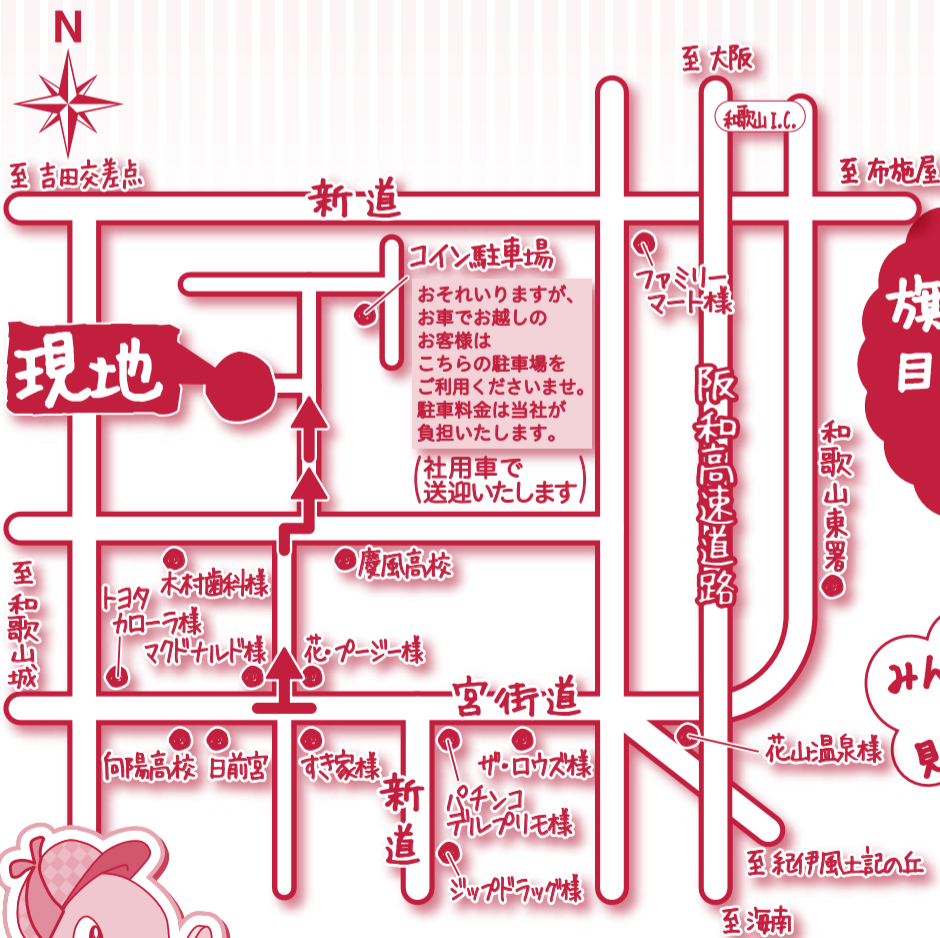 N
至 大阪
和歌山I.C.
至 吉田交差点
新道
至 布施屋
コイン駐車場
おそれいりますが、
お車でお越しの
お客様は
こちらの駐車場を
ご利用くださいませ。
駐車料金は当社が
負担いたします。
(社用車で
送迎いたします)
ファミリー
マート様
現地
旗
目
阪和高速道路
和歌山東署
至 和歌山城
木村歯科様
慶風高校
トヨタ
カローラ様
マクドナルド様
花・プージー様
宮街道
みん
見
向陽高校
日前宮
すき家様
新道
パチンコ
デルプリモ様
ザ・ロウズ様
花山温泉様
ジップドラッグ様
至 紀伊風土記の丘
至 海南